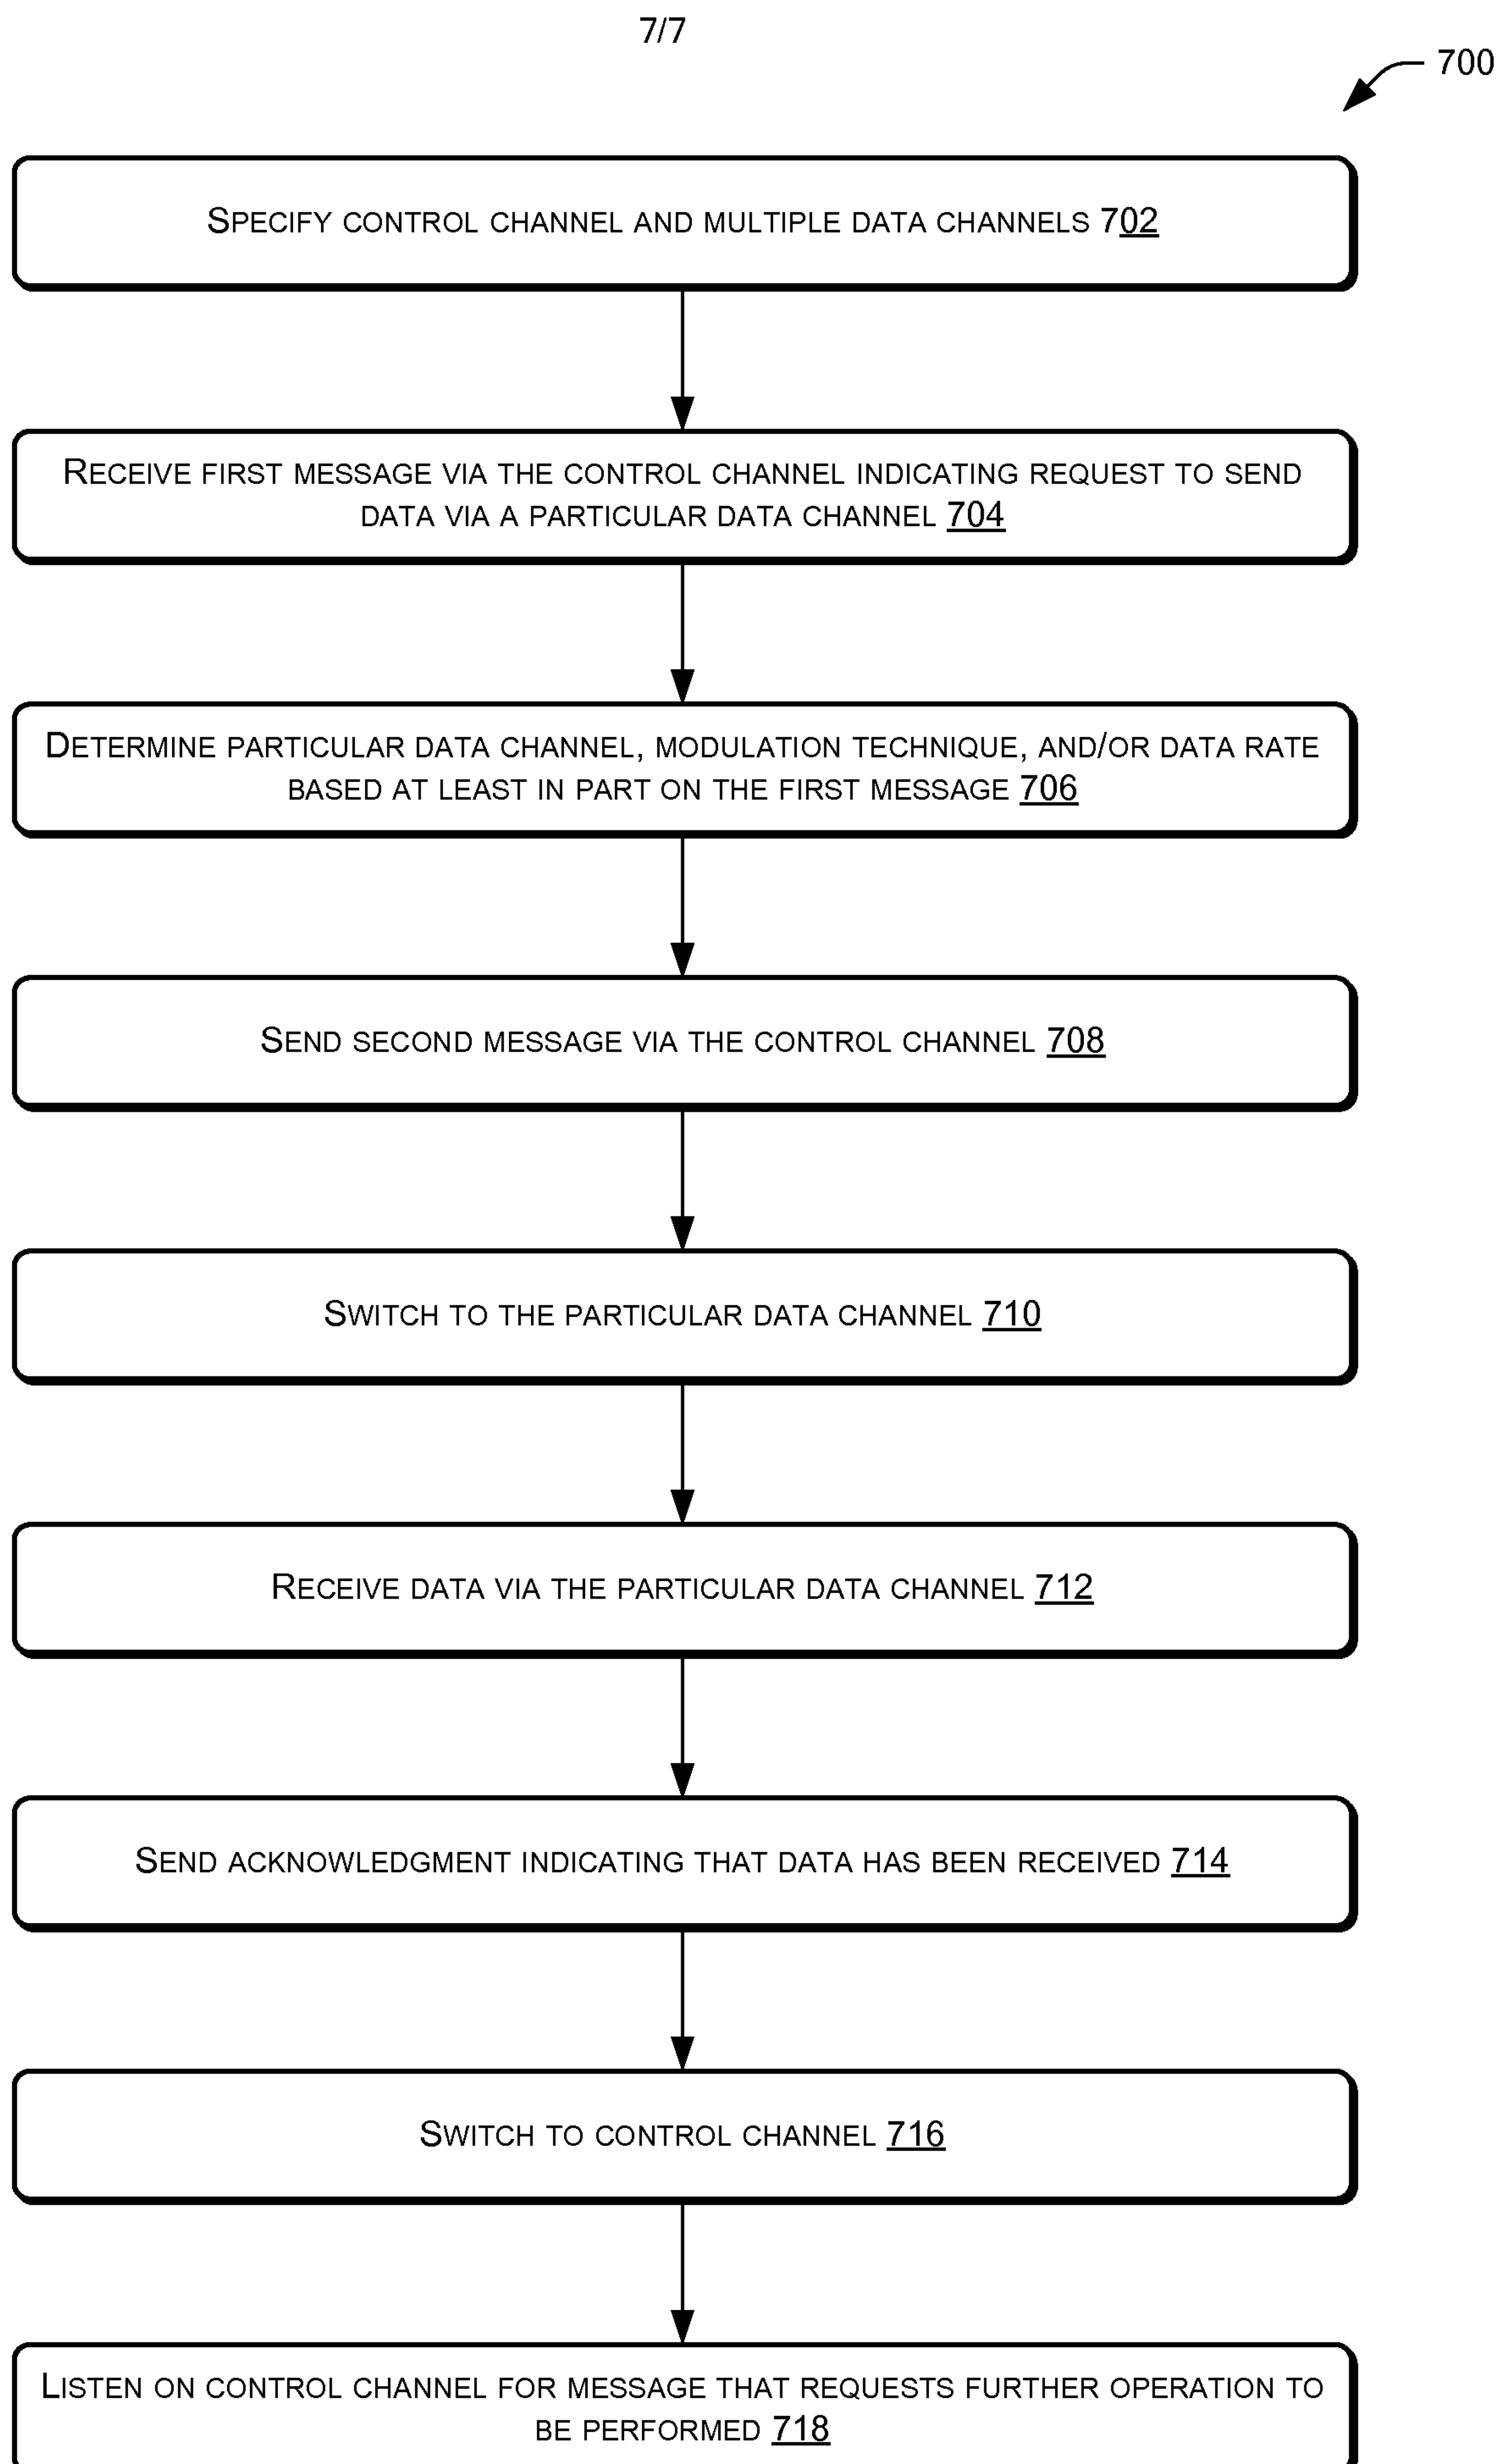 7/7
700
SPECIFY CONTROL CHANNEL AND MULTIPLE DATA CHANNELS 702
RECEIVE FIRST MESSAGE VIA THE CONTROL CHANNEL INDICATING REQUEST TO SEND
DATA VIA A PARTICULAR DATA CHANNEL 704
DETERMINE PARTICULAR DATA CHANNEL, MODULATION TECHNIQUE, AND/OR DATA RATE
BASED AT LEAST IN PART ON THE FIRST MESSAGE 706
SEND SECOND MESSAGE VIA THE CONTROL CHANNEL 708
SWITCH TO THE PARTICULAR DATA CHANNEL 710
RECEIVE DATA VIA THE PARTICULAR DATA CHANNEL 712
SEND ACKNOWLEDGMENT INDICATING THAT DATA HAS BEEN RECEIVED 714
SWITCH TO CONTROL CHANNEL 716
LISTEN ON CONTROL CHANNEL FOR MESSAGE THAT REQUESTS FURTHER OPERATION TO
BE PERFORMED 718